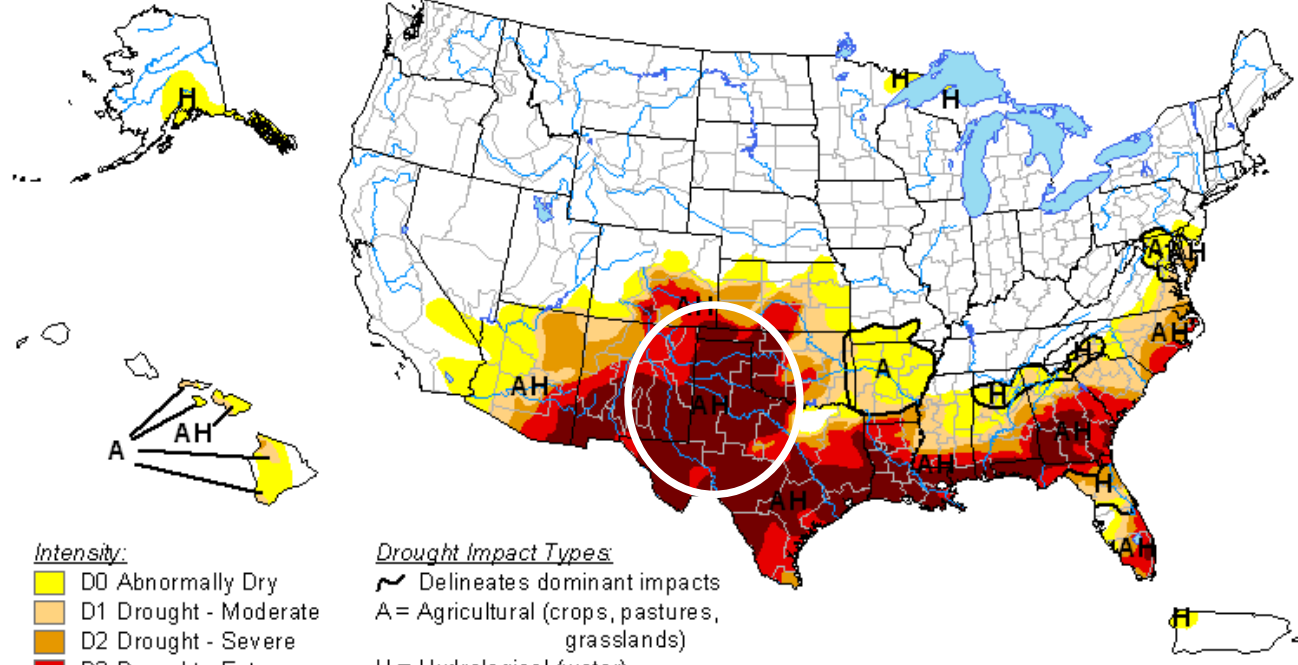 H
H
H
AH
H
AH
A
AH
H
AH
H
AH
AH
AH
A
AH
AH
H
AH
AH
Intensity:
D0 Abnormally Dry
D1 Drought - Moderate
D2 Drought - Severe
Drought Impact Types:
Delineates dominant impacts
A = Agricultural (crops, pastures,
grasslands)
H